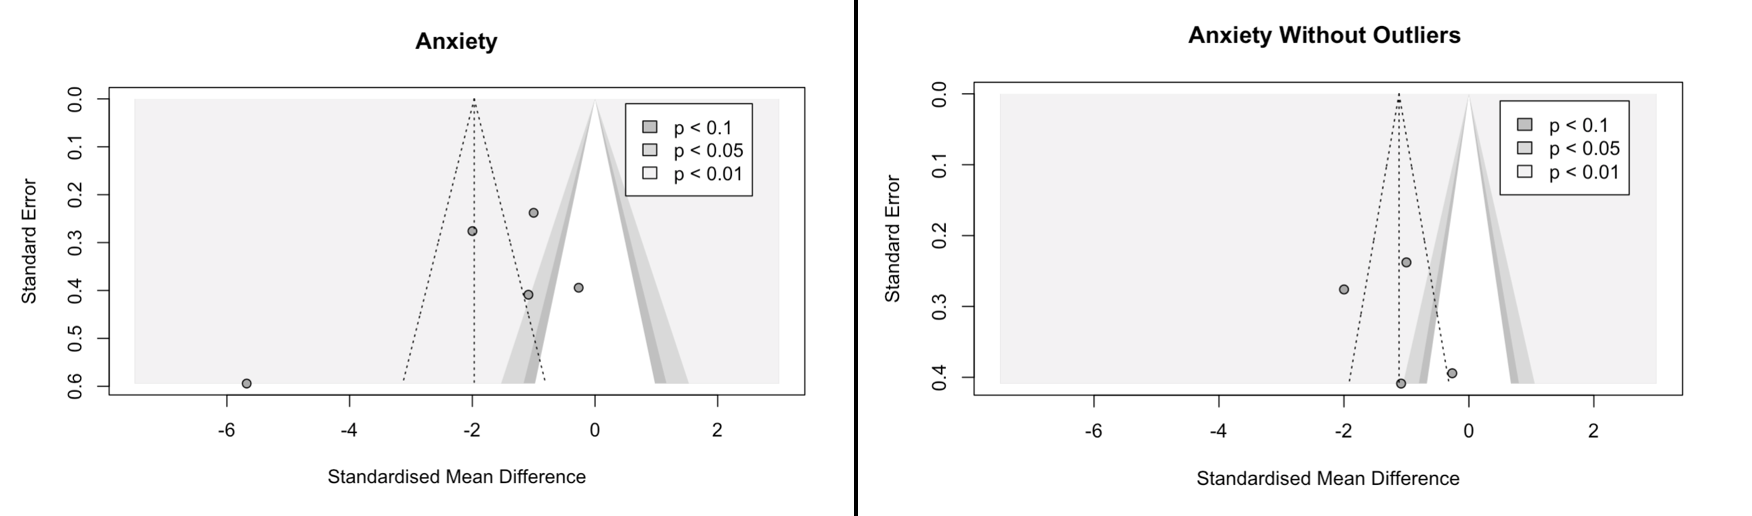 Anxiety
Standard Error
0.0
0.1
0.2
0.3
0.4
0.5
0.6
p < 0.1
p < 0.05
p < 0.01
-6
-4
-2
0
2
Standardised Mean Difference
Anxiety Without Outliers
Standard Error
0.0
0.1
0.2
0.3
0.4
p < 0.1
p < 0.05
p < 0.01
-6
-4
-2
0
2
Standardised Mean Difference